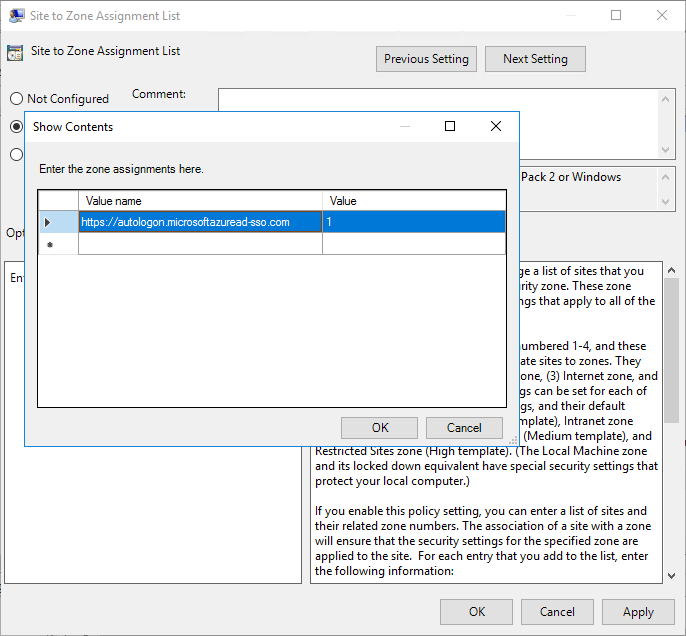 Site to Zone Assignment List
Site to Zone Assignment List
Previous Setting
Next Setting
Not Configured
Comment:
Show Contents
Enter the zone assignments here.
Value name
Value
https://autologon.microsoftazuread-sso.com
1
OK
Cancel
Pack 2 or Windows
ge a list of sites that you
urity zone. These zone
ngs that apply to all of the
umbered 1-4, and these
ate sites to zones. They
one, (3) Internet zone, and
gs can be set for each of
gs, and their default
mplate), Intranet zone
(Medium template), and
Restricted Sites zone (High template). (The Local Machine zone
and its locked down equivalent have special security settings that
protect your local computer.)
If you enable this policy setting, you can enter a list of sites and
their related zone numbers. The association of a site with a zone
will ensure that the security settings for the specified zone are
applied to the site.  For each entry that you add to the list, enter
the following information:
OK
Cancel
Apply